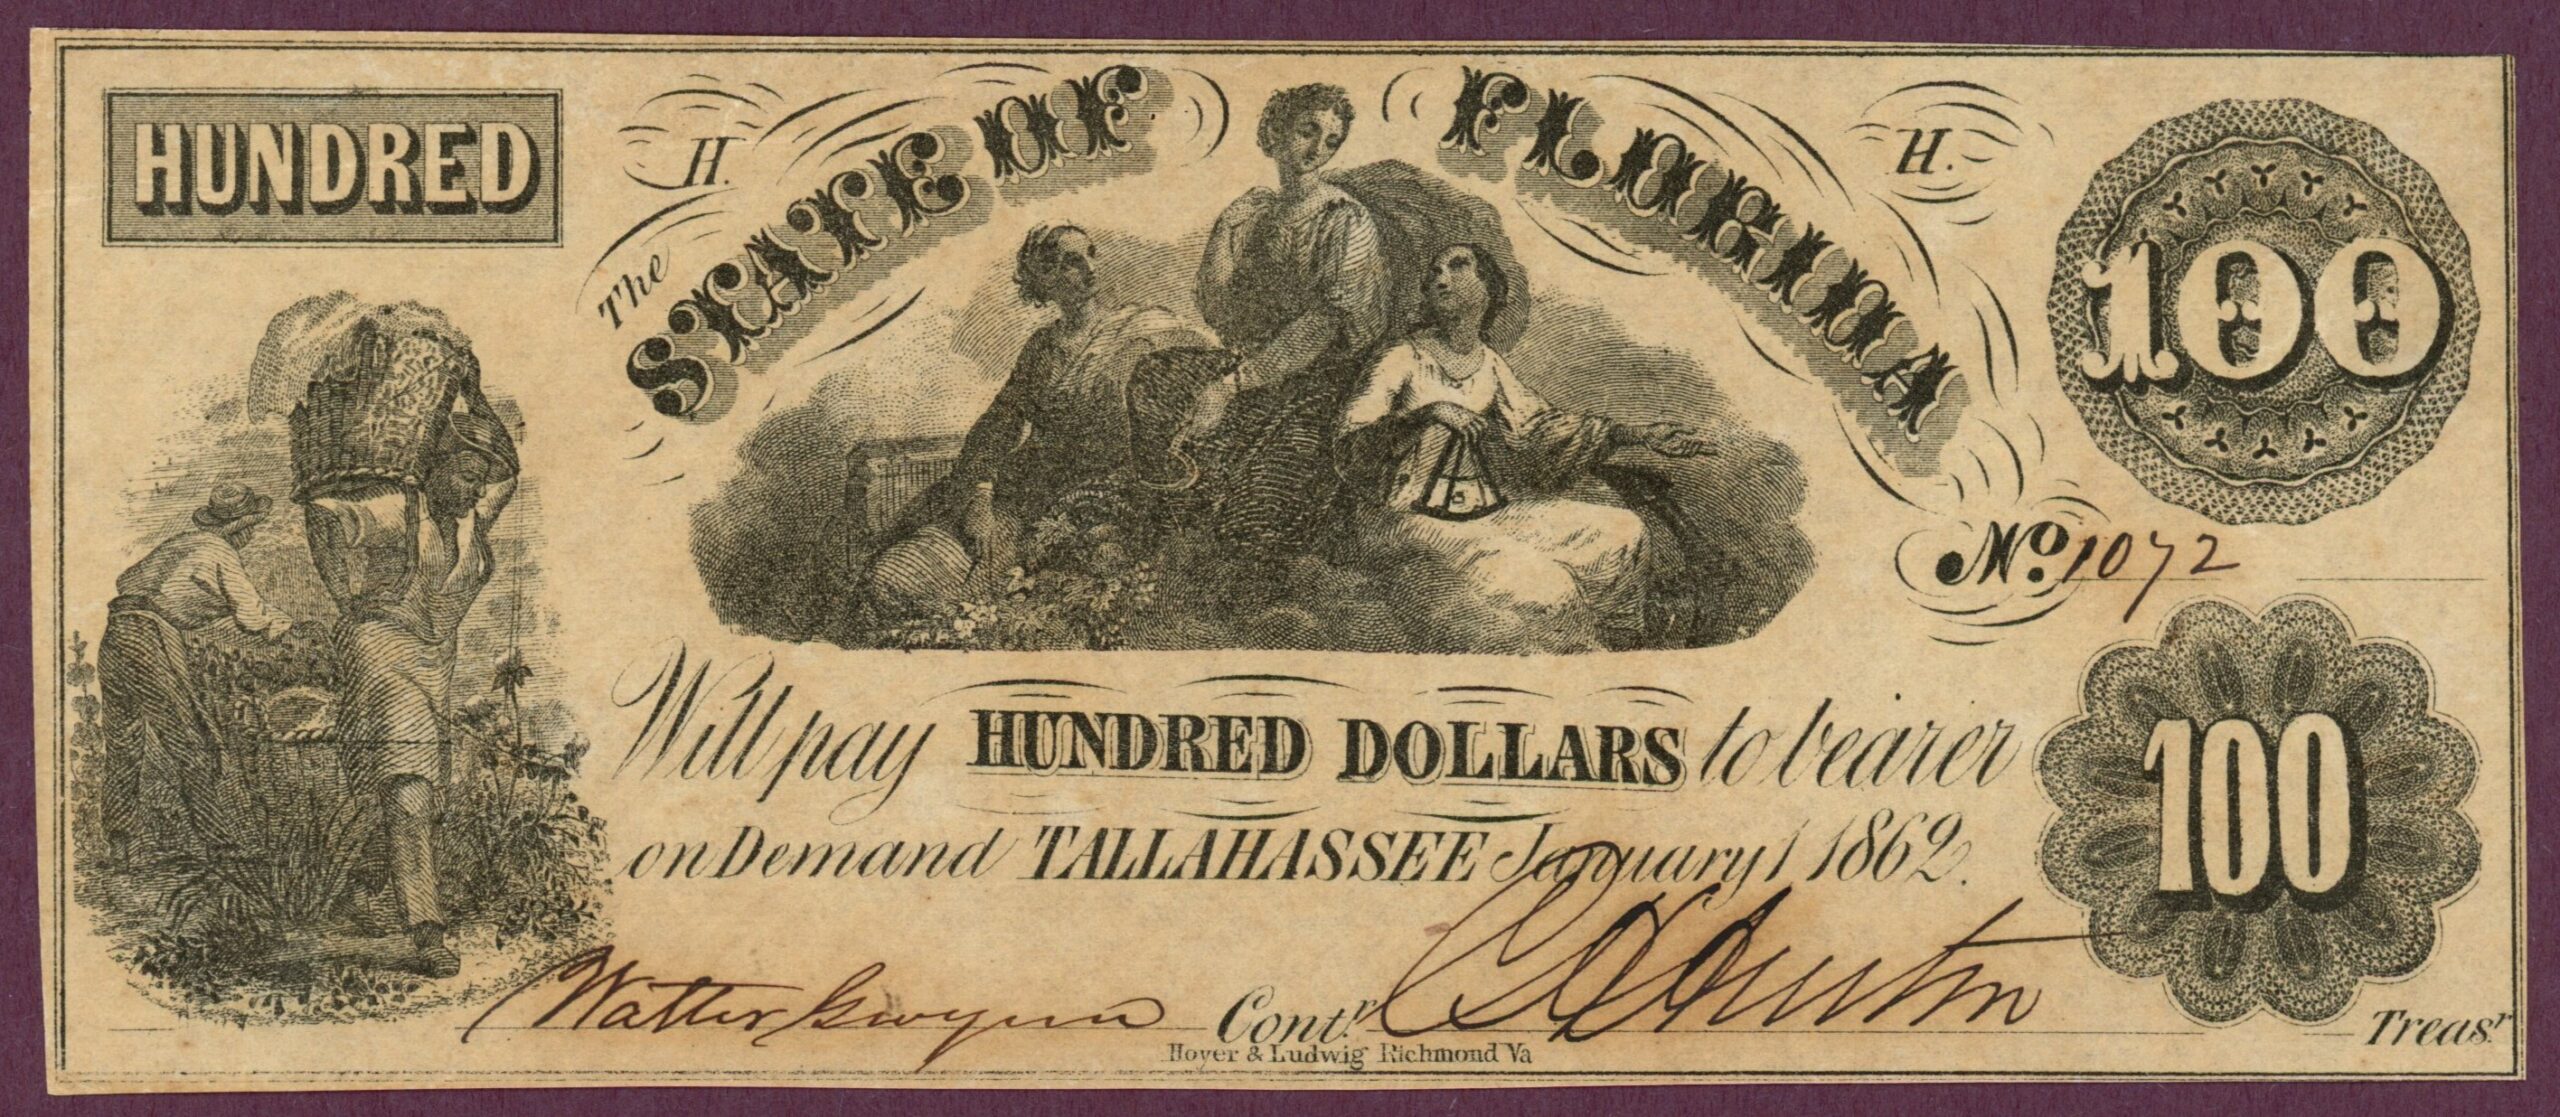 HUNDRED
H.
H.
The STATE OF FLORIDA
100
No. 1072
Will pay HUNDRED DOLLARS to bearer
on Demand TALLAHASSEE January 1 1862.
100
Walter Gwynn Contr. Treasr
Hoyer & Ludwig Richmond Va